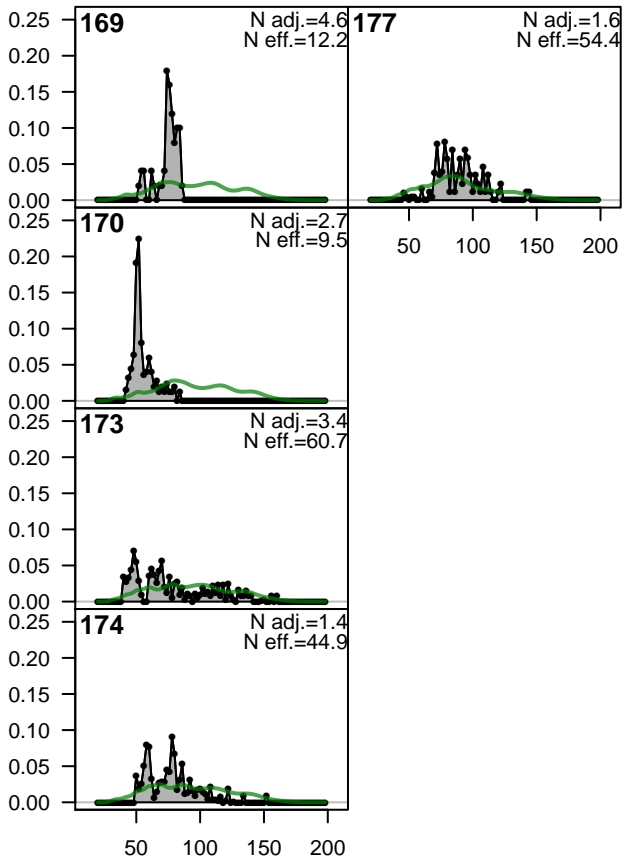 0.25
0.20
0.15
0.10
0.05
0.00
169
N adj.=4.6
N eff.=12.2
177
N adj.=1.6
N eff.=54.4
50 100 150 200
0.25
0.20
0.15
0.10
0.05
0.00
170
N adj.=2.7
N eff.=9.5
0.25
0.20
0.15
0.10
0.05
0.00
173
N adj.=3.4
N eff.=60.7
0.25
0.20
0.15
0.10
0.05
0.00
174
N adj.=1.4
N eff.=44.9
50 100 150 200